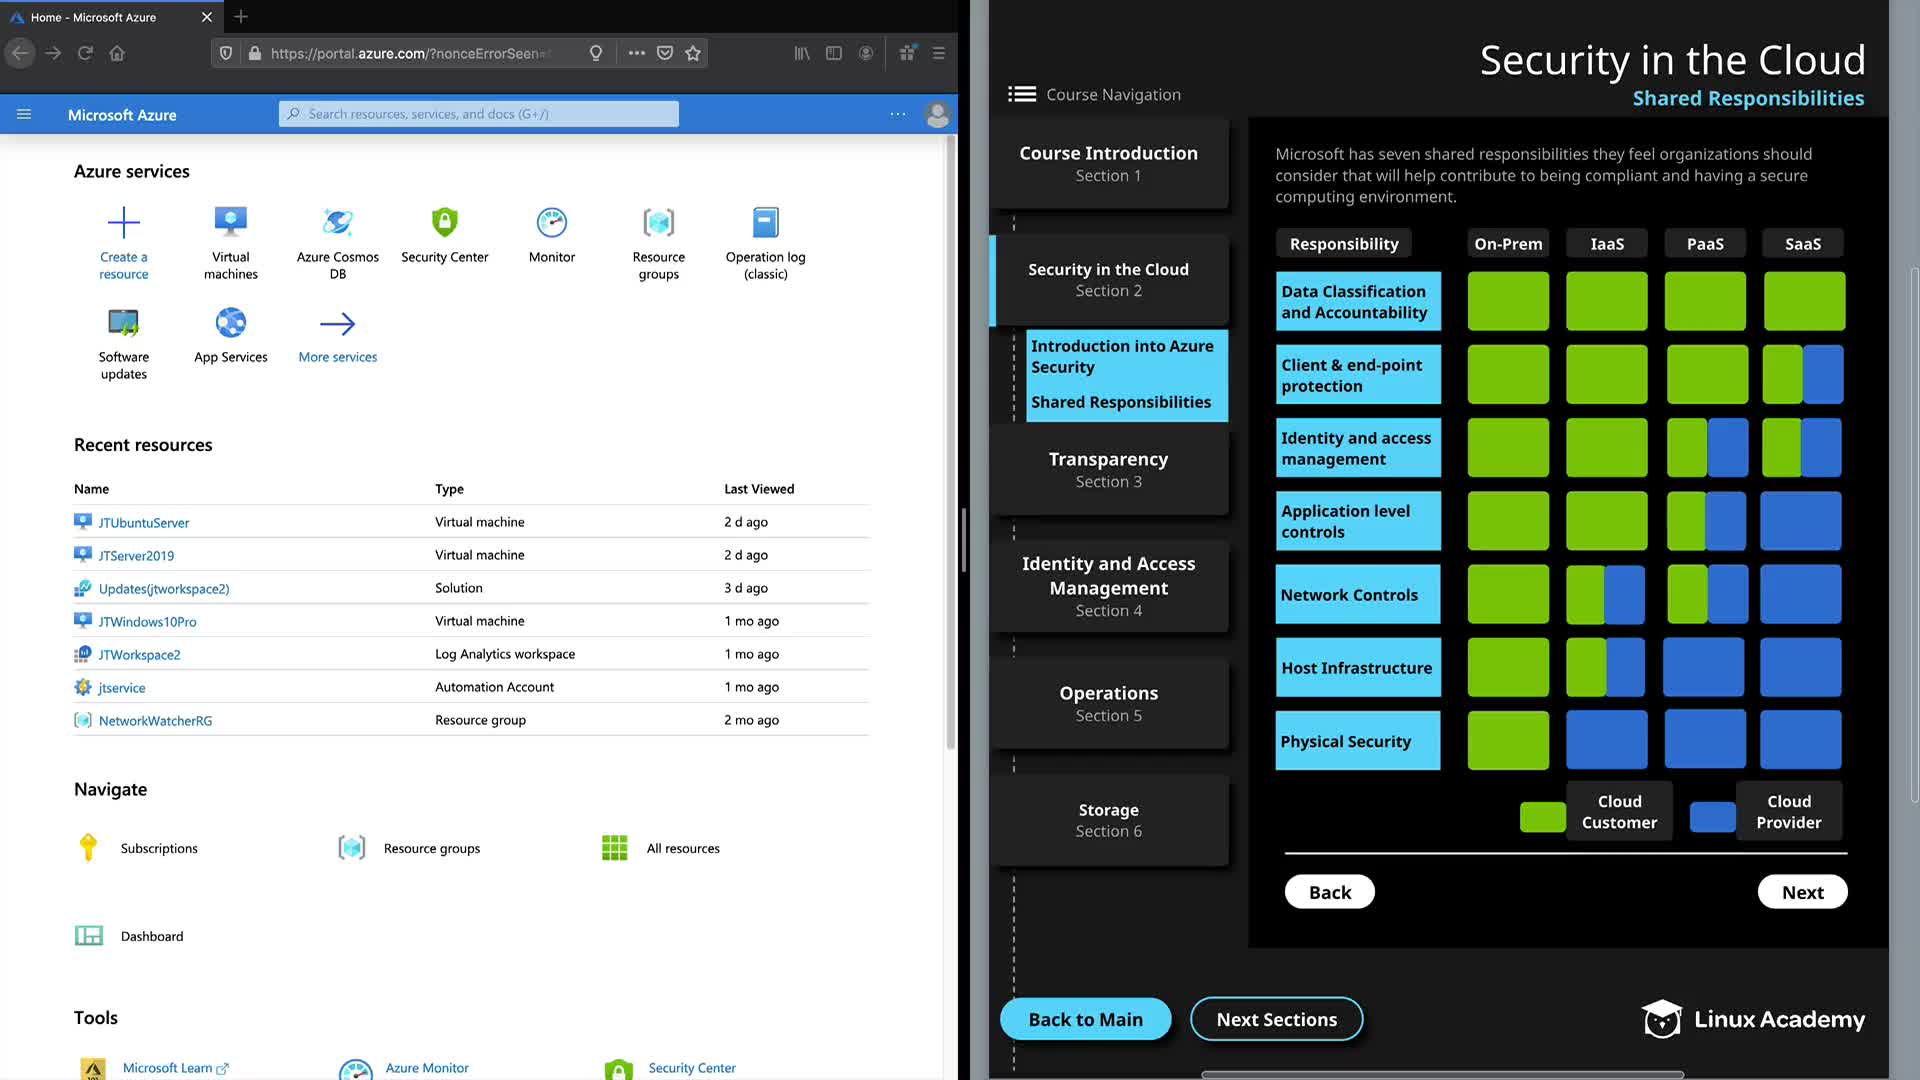 Home - Microsoft Azure
https://portal.azure.com/?nonceErrorSeen=
Microsoft Azure
Search resources, services, and docs (G+/)
Azure services
Create a
resource
Virtual
machines
Azure Cosmos
DB
Security Center
Monitor
Resource
groups
Operation log
(classic)
Software
updates
App Services
More services
Recent resources
Name Type Last Viewed
JTUbuntuServer Virtual machine 2 d ago
JTServer2019 Virtual machine 2 d ago
Updates(jtworkspace2) Solution 3 d ago
JTWindows10Pro Virtual machine 1 mo ago
JTWorkspace2 Log Analytics workspace 1 mo ago
jtservice Automation Account 1 mo ago
NetworkWatcherRG Resource group 2 mo ago
Navigate
Subscriptions
Resource groups
All resources
Dashboard
Tools
Microsoft Learn
Azure Monitor
Security Center
Security in the Cloud
Shared Responsibilities
Course Navigation
Course Introduction
Section 1
Security in the Cloud
Section 2
Introduction into Azure
Security
Shared Responsibilities
Transparency
Section 3
Identity and Access
Management
Section 4
Operations
Section 5
Storage
Section 6
Microsoft has seven shared responsibilities they feel organizations should
consider that will help contribute to being compliant and having a secure
computing environment.
Responsibility On-Prem IaaS PaaS SaaS
Data Classification
and Accountability
Client & end-point
protection
Identity and access
management
Application level
controls
Network Controls
Host Infrastructure
Physical Security
Cloud
Customer
Cloud
Provider
Back
Next
Back to Main
Next Sections
Linux Academy